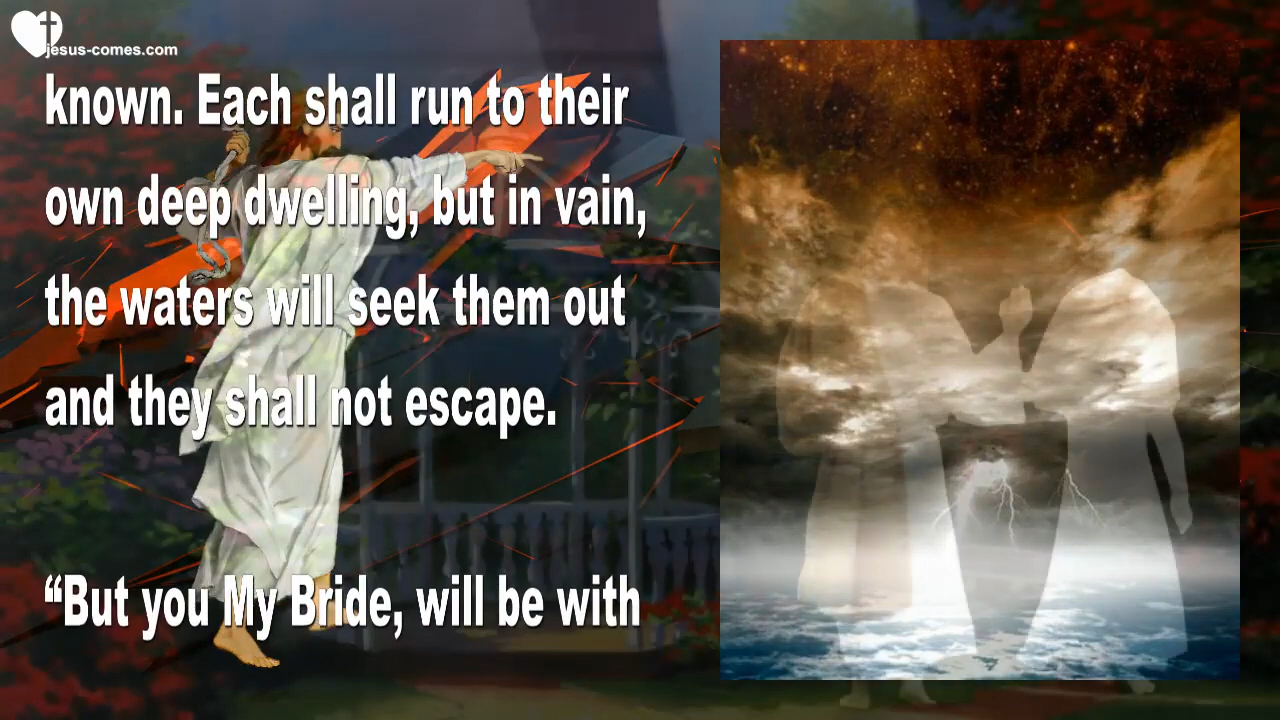 jesus-comes.com
known. Each shall run to their
own deep dwelling, but in vain,
the waters will seek them out
and they shall not escape.
“But you My Bride, will be with